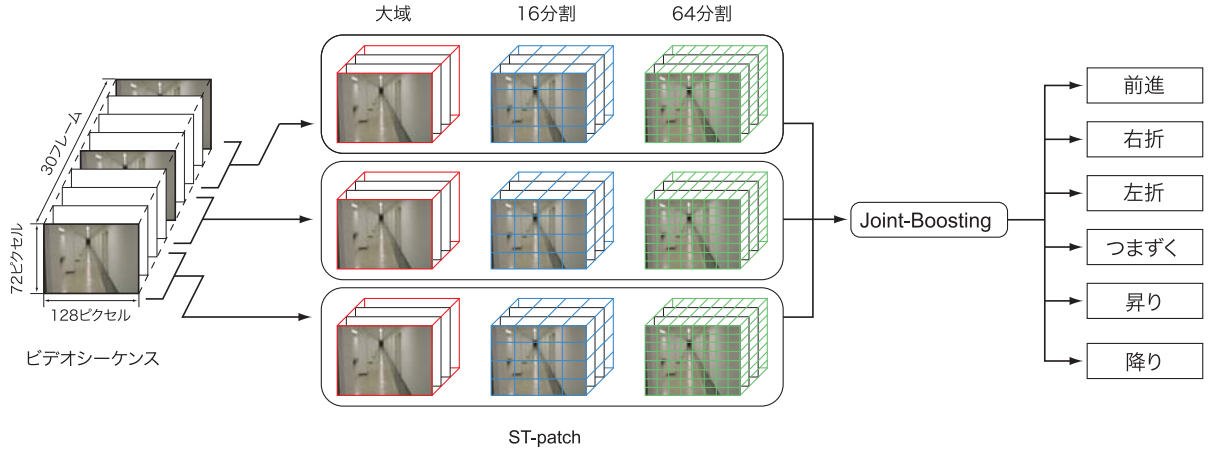 大域
16分割
64分割
30フレーム
72ピクセル
128ピクセル
ビデオシーケンス
ST-patch
Joint-Boosting
前進
右折
左折
つまずく
昇り
降り